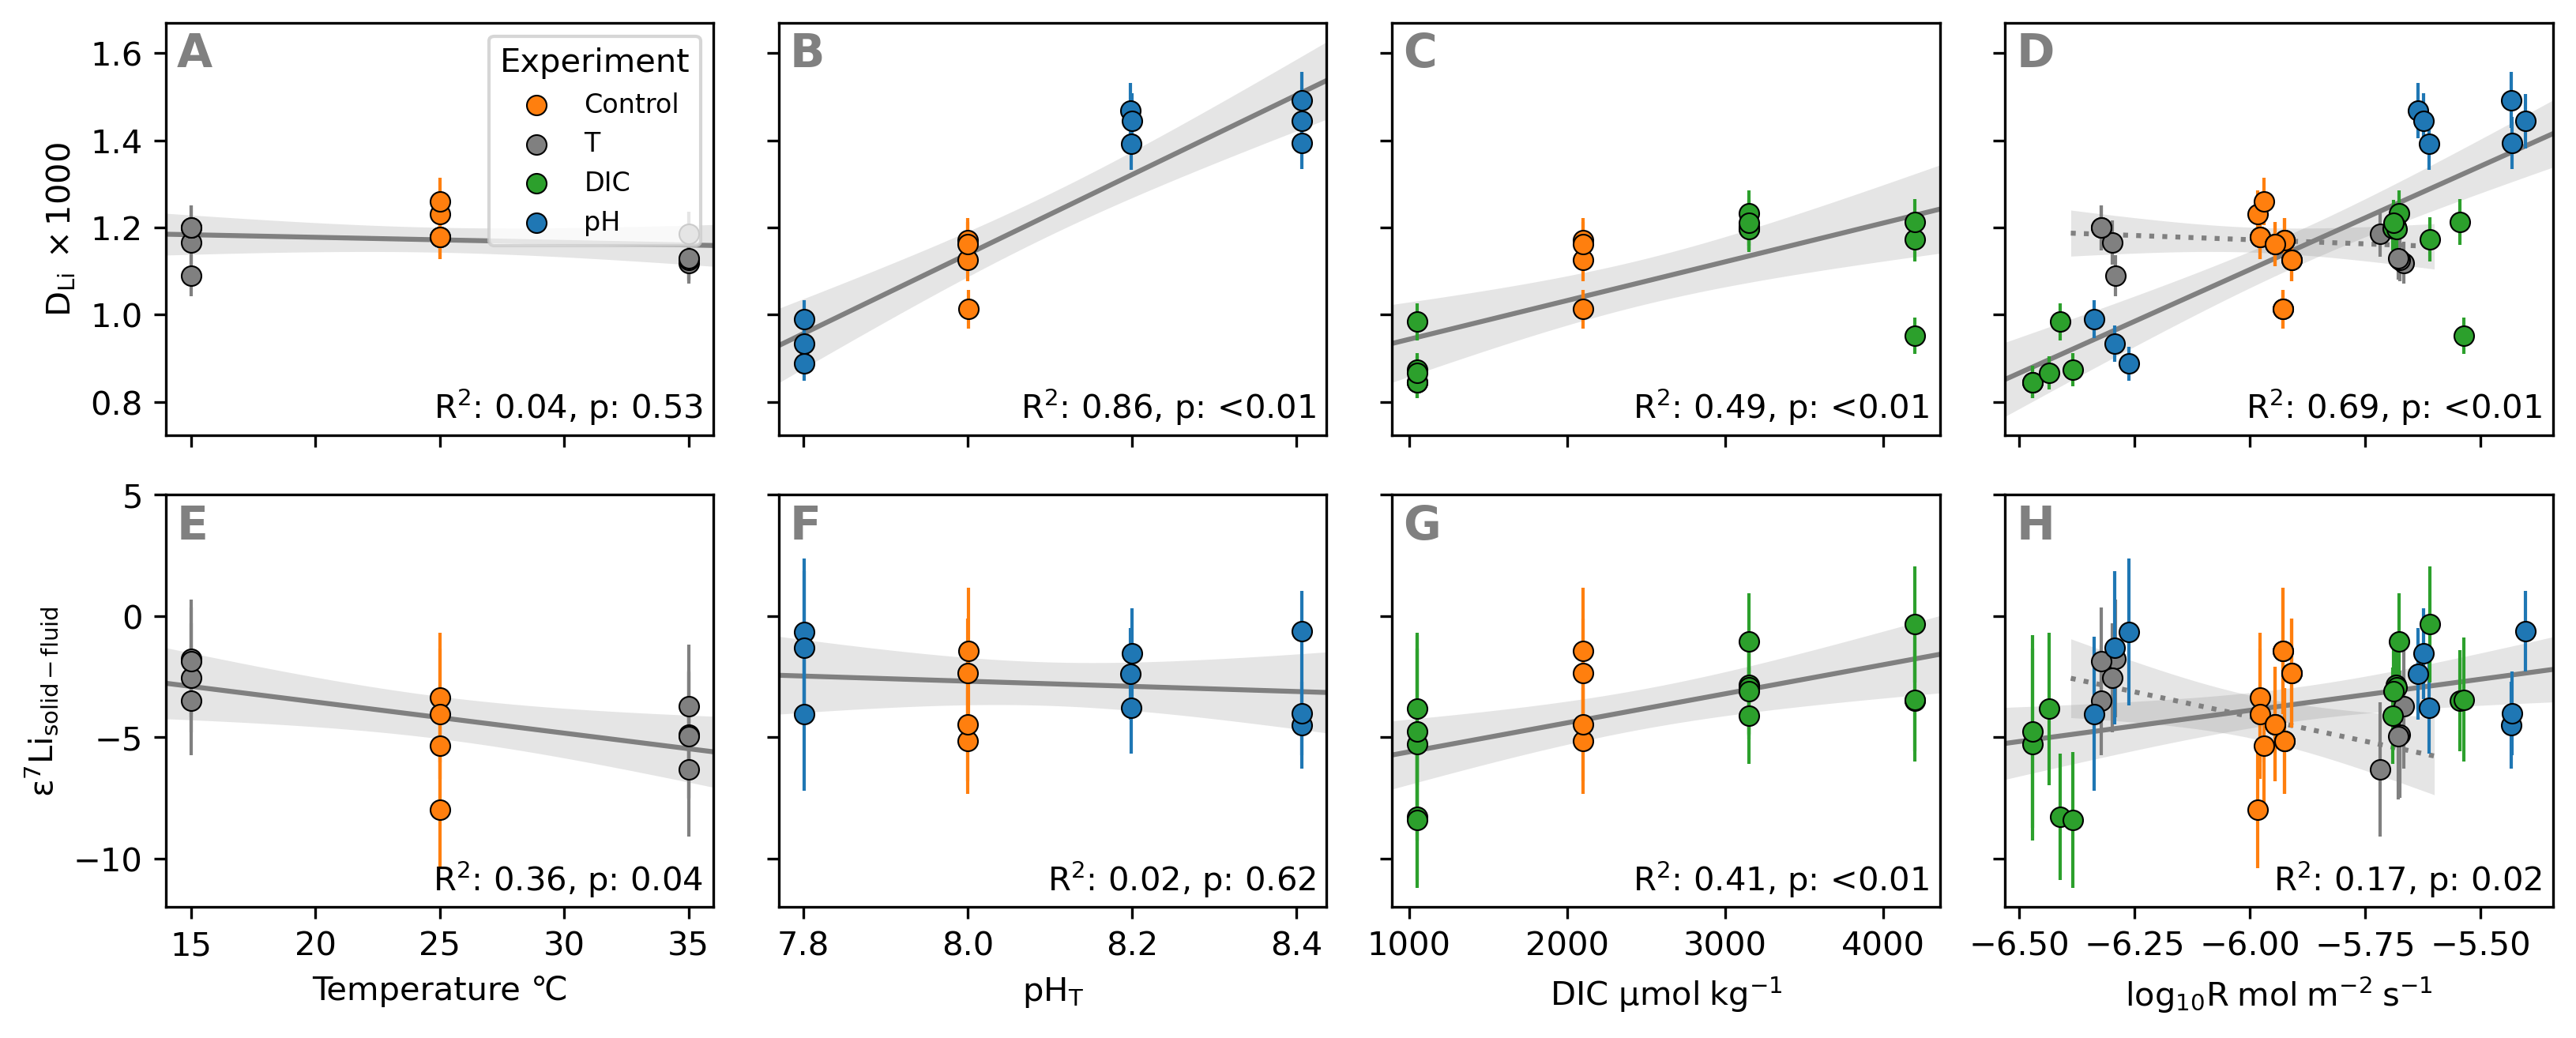 A
Experiment
Control
T
DIC
pH
R²: 0.04, p: 0.53
1.6
1.4
1.2
1.0
0.8
D_Li × 1000
B
R²: 0.86, p: <0.01
C
R²: 0.49, p: <0.01
D
R²: 0.69, p: <0.01
E
R²: 0.36, p: 0.04
5
0
−5
−10
ε⁷Li_solid−fluid
15 20 25 30 35
Temperature °C
F
R²: 0.02, p: 0.62
7.8 8.0 8.2 8.4
pH_T
G
R²: 0.41, p: <0.01
1000 2000 3000 4000
DIC μmol kg⁻¹
H
R²: 0.17, p: 0.02
−6.50 −6.25 −6.00 −5.75 −5.50
log₁₀R mol m⁻² s⁻¹